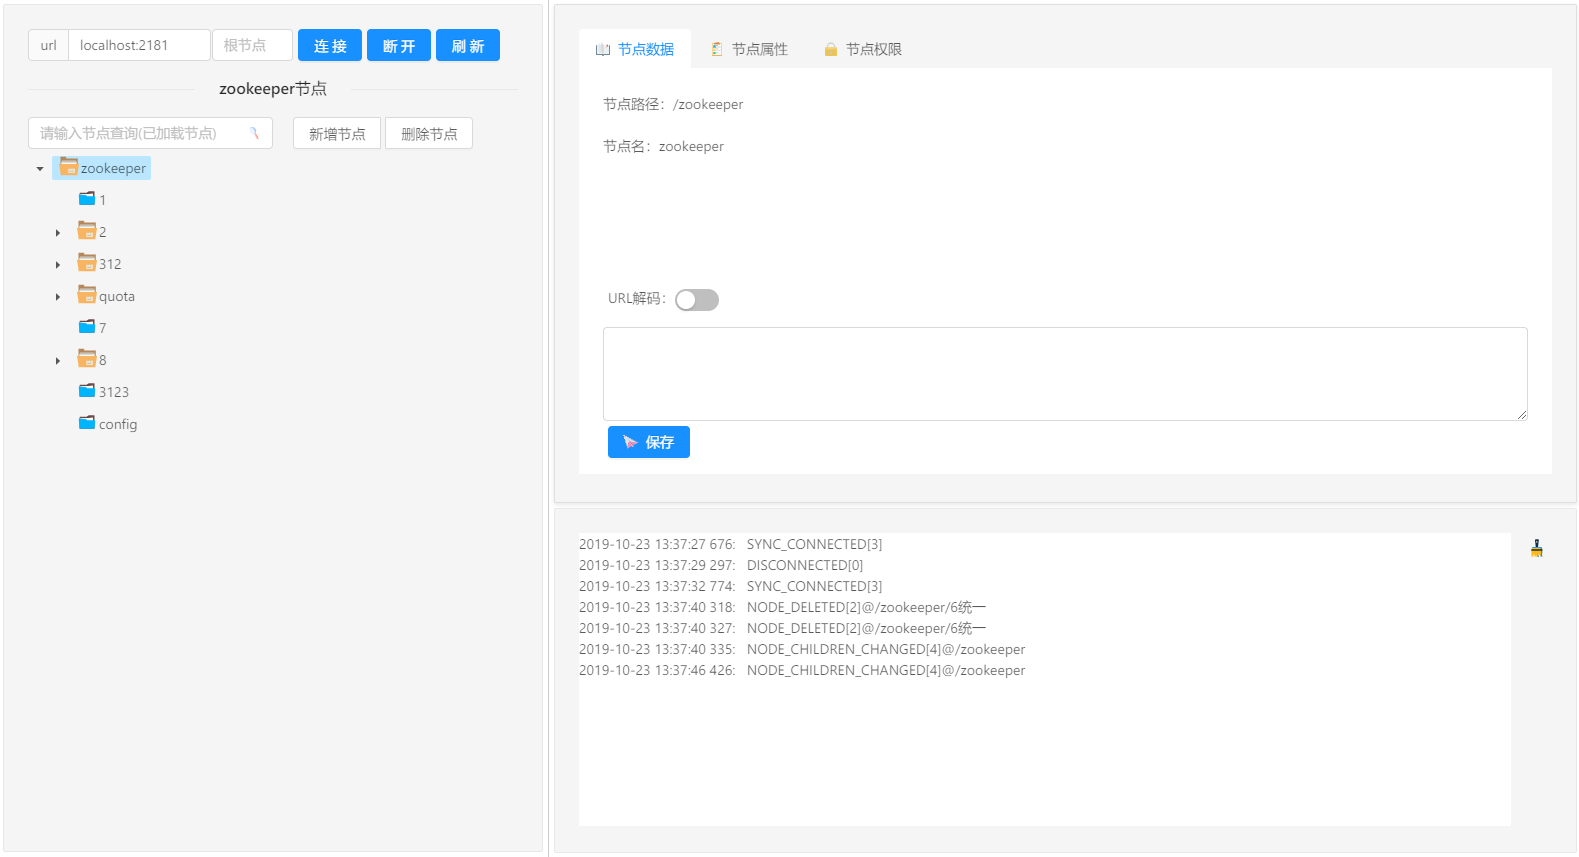 url localhost:2181 根节点 连 接 断 开 刷 新
zookeeper节点
请输入节点查询(已加载节点) 新增节点 删除节点
zookeeper
1
2
312
quota
7
8
3123
config
节点数据 节点属性 节点权限
节点路径：/zookeeper
节点名：zookeeper
URL解码：
保存
2019-10-23 13:37:27 676: SYNC_CONNECTED[3]
2019-10-23 13:37:29 297: DISCONNECTED[0]
2019-10-23 13:37:32 774: SYNC_CONNECTED[3]
2019-10-23 13:37:40 318: NODE_DELETED[2]@/zookeeper/6统一
2019-10-23 13:37:40 327: NODE_DELETED[2]@/zookeeper/6统一
2019-10-23 13:37:40 335: NODE_CHILDREN_CHANGED[4]@/zookeeper
2019-10-23 13:37:46 426: NODE_CHILDREN_CHANGED[4]@/zookeeper